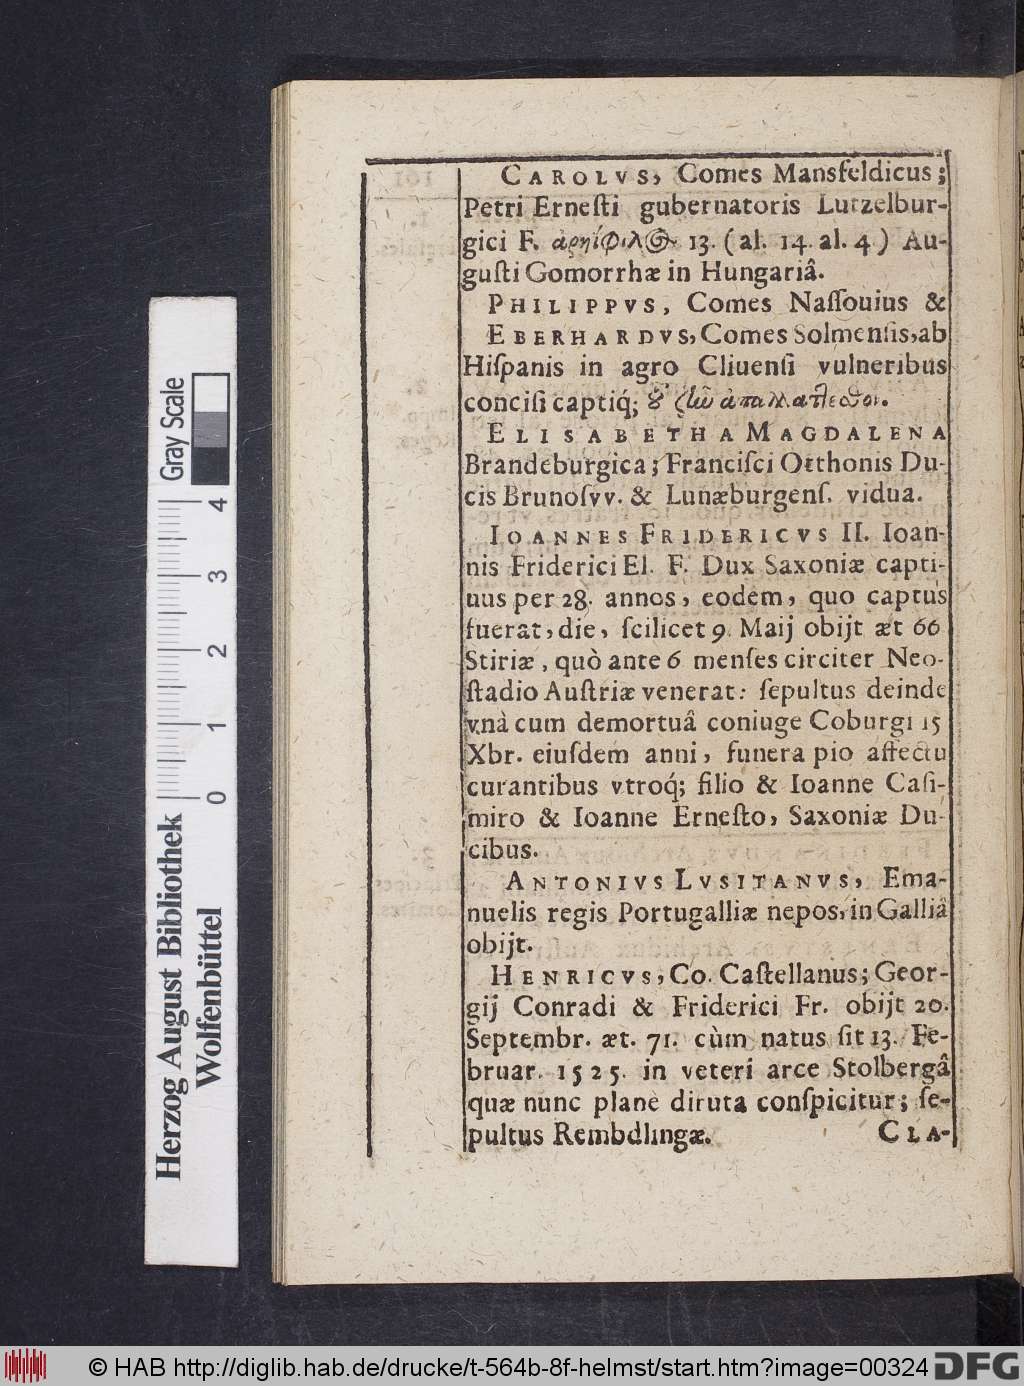 CAROLVS, Comes Mansfeldicus;
Petri Erneſti gubernatoris Lutzelbur-
gici F. ἀρηΐφιλος 13. (al. 14. al. 4) Au-
guſti Gomorrhæ in Hungariâ.
PHILIPPVS, Comes Naſſouius &
EBERHARDVS, Comes Solmenſis, ab
Hiſpanis in agro Cliuenſi vulneribus
conciſi captiq́;
ELISABETHA MAGDALENA
Brandeburgica; Franciſci Otthonis Du-
cis Brunoſvv. & Lunæburgenſ. vidua.
IOANNES FRIDERICVS II. Ioan-
nis Friderici El. F. Dux Saxoniæ capti-
uus per 28. annos, eodem, quo captus
fuerat, die, ſcilicet 9. Maij obijt æt 66
Stiriæ, quò ante 6 menſes circiter Neo-
ſtadio Auſtriæ venerat: ſepultus deinde
vnà cum demortuâ coniuge Coburgi 15
Xbr. eiuſdem anni, funera pio affectu
curantibus vtroq́; filio & Ioanne Caſi-
miro & Ioanne Erneſto, Saxoniæ Du-
cibus.
ANTONIVS LVSITANVS, Ema-
nuelis regis Portugalliæ nepos, in Galliâ
obijt.
HENRICVS, Co. Caſtellanus; Geor-
gij Conradi & Friderici Fr. obijt 20.
Septembr. æt. 71. cùm natus ſit 13. Fe-
bruar. 1525. in veteri arce Stolbergâ
quæ nunc planè diruta conſpicitur; ſe-
pultus Rembdlingæ.
CLA-
Gray Scale
0 1 2 3 4
Herzog August Bibliothek
Wolfenbüttel
© HAB http://diglib.hab.de/drucke/t-564b-8f-helmst/start.htm?image=00324 DFG